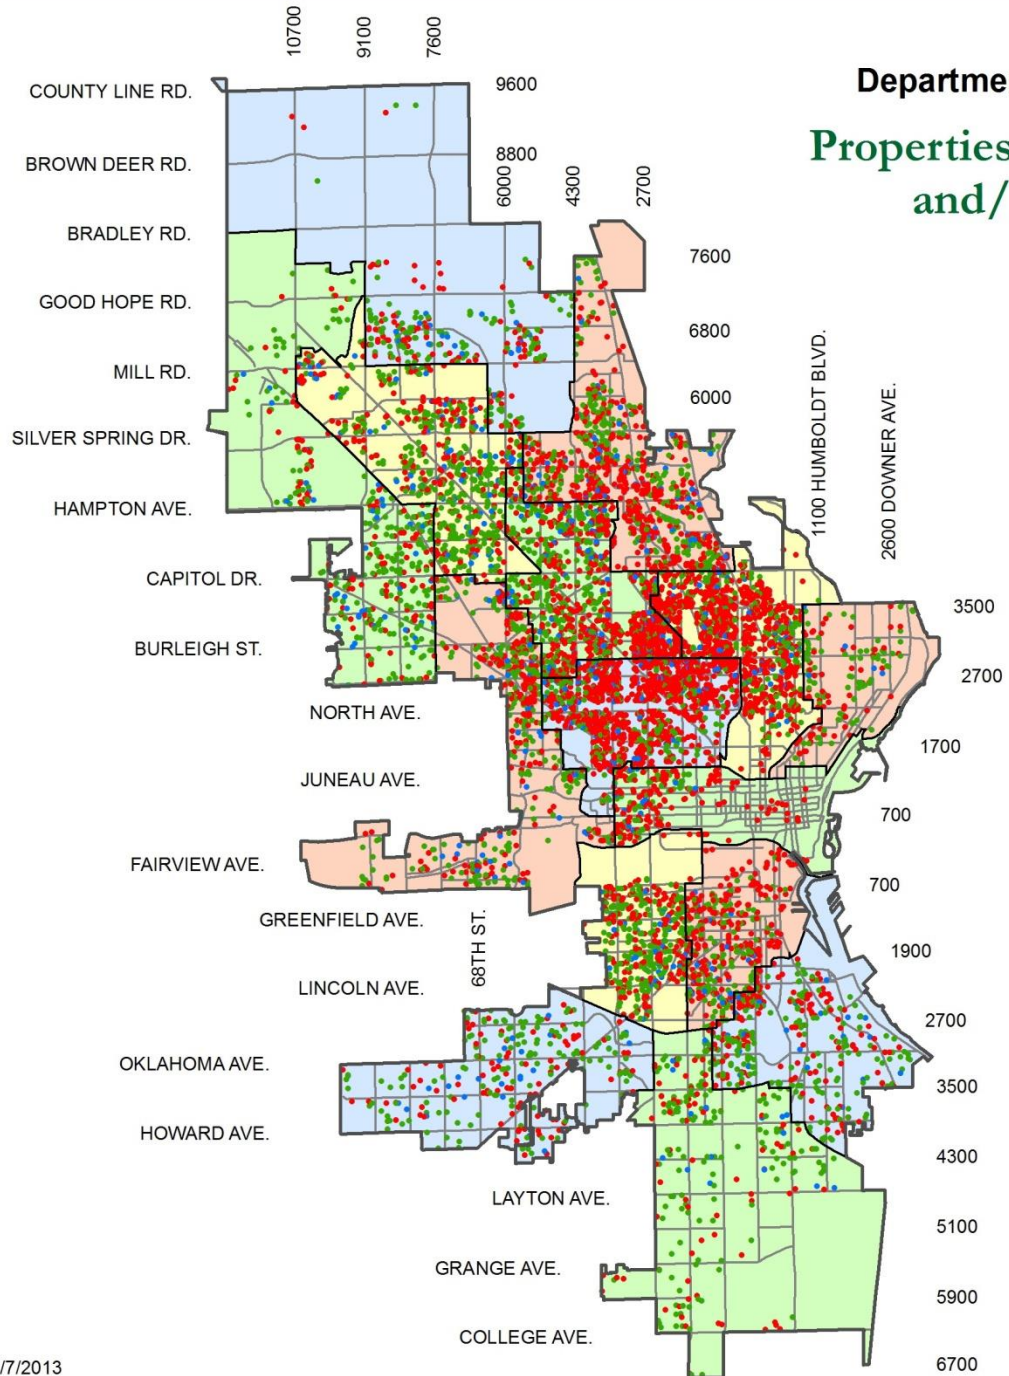 10700
9100
7600
COUNTY LINE RD.
9600
Departme
Properties
and/
BROWN DEER RD.
8800
6000
4300
2700
BRADLEY RD.
7600
GOOD HOPE RD.
6800
MILL RD.
6000
1100 HUMBOLDT BLVD.
2600 DOWNER AVE.
SILVER SPRING DR.
HAMPTON AVE.
CAPITOL DR.
3500
BURLEIGH ST.
2700
NORTH AVE.
1700
JUNEAU AVE.
700
FAIRVIEW AVE.
700
GREENFIELD AVE.
68TH ST.
1900
LINCOLN AVE.
2700
OKLAHOMA AVE.
3500
HOWARD AVE.
4300
LAYTON AVE.
5100
GRANGE AVE.
5900
COLLEGE AVE.
6700
/7/2013